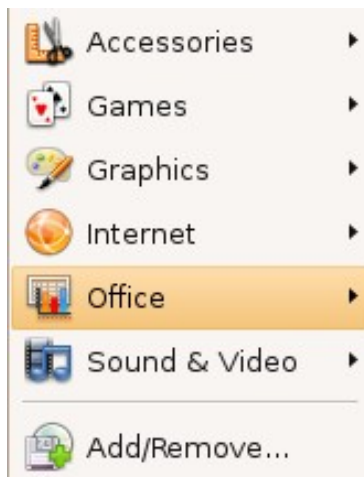 Accessories
Games
Graphics
Internet
Office
Sound & Video
Add/Remove...